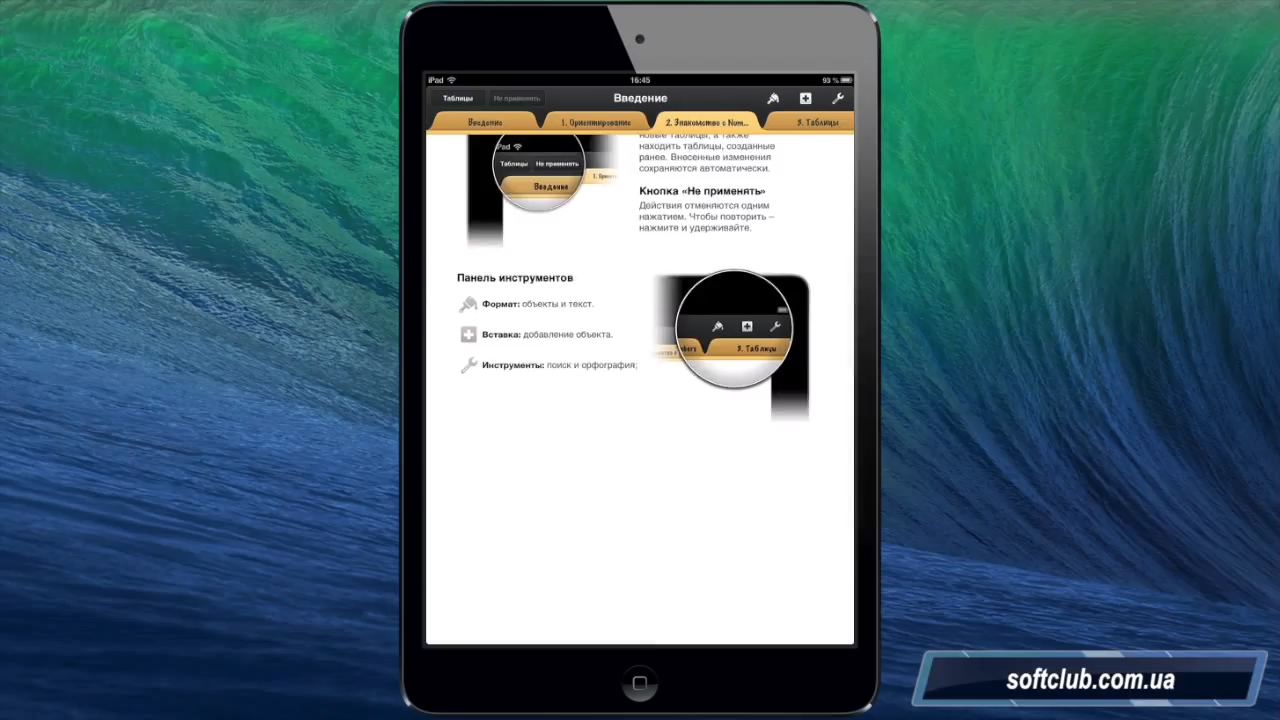 iPad 16:45 93 %
Таблицы Не применять Введение
Введение 1. Ориентирование 2. Знакомство с Num... 3. Таблицы
новые таблицы, а также
находить таблицы, созданные
ранее. Внесенные изменения
сохраняются автоматически.
Pad
Таблицы Не применять
Введение
Кнопка «Не применять»
Действия отменяются одним
нажатием. Чтобы повторить –
нажмите и удерживайте.
Панель инструментов
Формат: объекты и текст.
Вставка: добавление объекта.
Инструменты: поиск и орфография;
3. Таблицы
softclub.com.ua